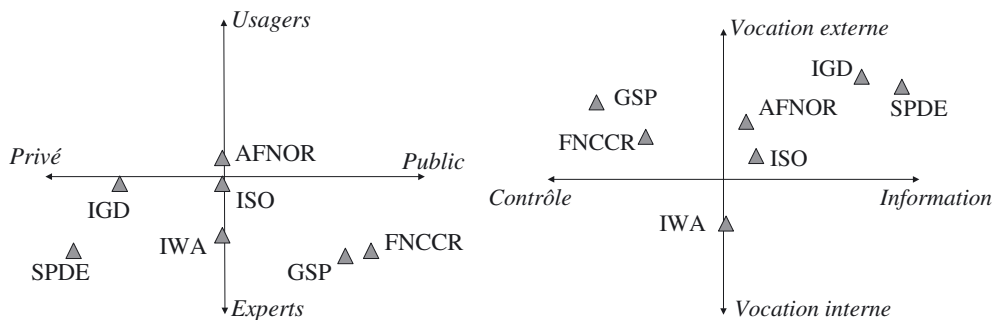 Usagers
Privé
AFNOR
Public
IGD
ISO
SPDE
IWA
GSP
FNCCR
Experts
Vocation externe
IGD
GSP
AFNOR
SPDE
FNCCR
ISO
Contrôle
Information
IWA
Vocation interne